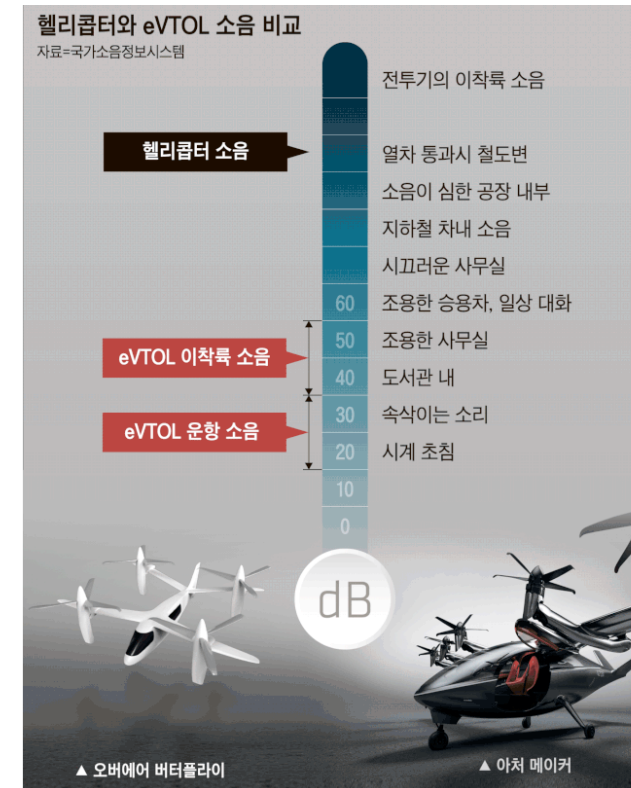 헬리콥터와 eVTOL 소음 비교
자료=국가소음정보시스템
전투기의 이착륙 소음
헬리콥터 소음
열차 통과시 철도변
소음이 심한 공장 내부
지하철 차내 소음
시끄러운 사무실
60 조용한 승용차, 일상 대화
50 조용한 사무실
eVTOL 이착륙 소음
40 도서관 내
30 속삭이는 소리
eVTOL 운항 소음
20 시계 초침
10
0
dB
▲ 오버에어 버터플라이
▲ 아처 메이커